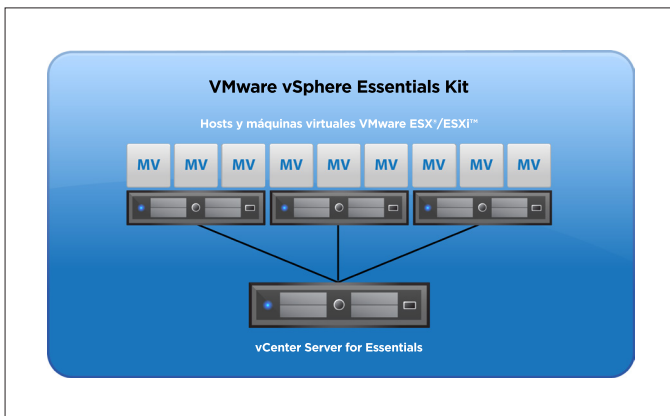 VMware vSphere Essentials Kit
Hosts y máquinas virtuales VMware ESX®/ESXi™
MV MV MV MV MV MV MV MV MV
vCenter Server for Essentials